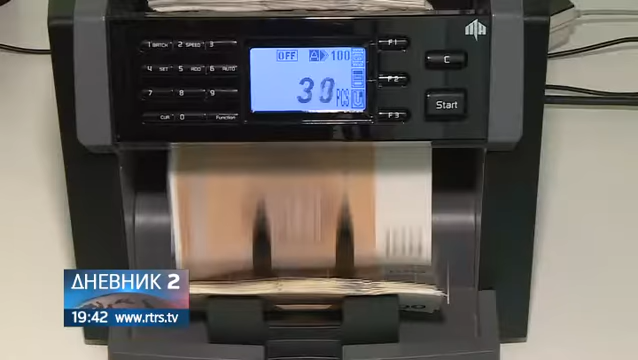 OFF 100
30 PCS
1 BATCH 2 SPEED 3
4 SET 5 ADD 6 AUTO
7 8 9
CUR 0 Function
F1
F2
F3
C
Start
ДНЕВНИК 2
19:42 www.rtrs.tv